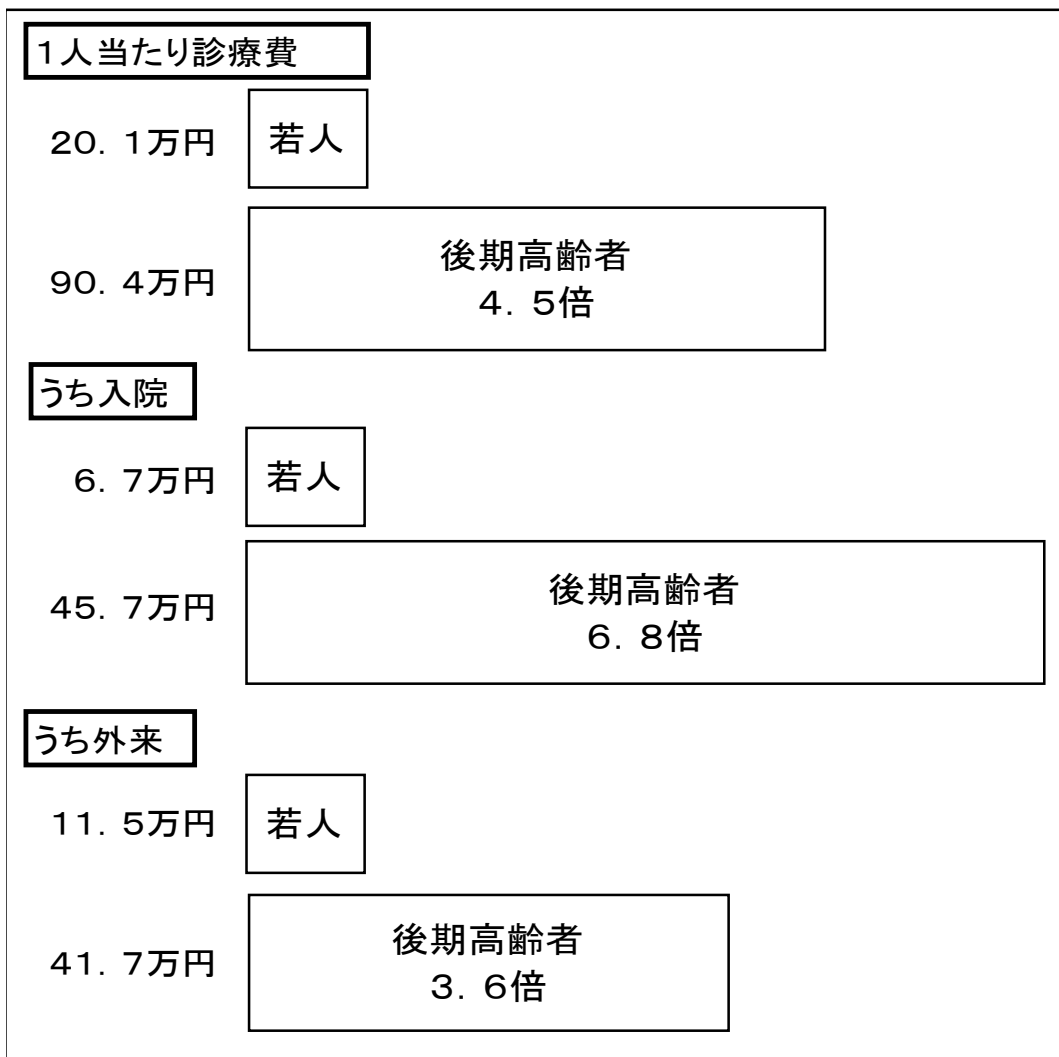 １人当たり診療費
20．1万円
若人
90．4万円
後期高齢者
4．5倍
うち入院
6．7万円
若人
45．7万円
後期高齢者
6．8倍
うち外来
11．5万円
若人
41．7万円
後期高齢者
3．6倍